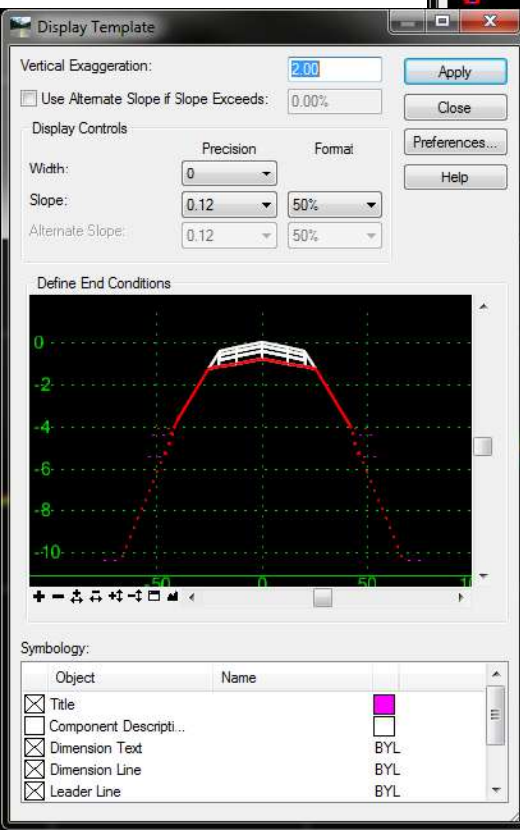 Display Template
Vertical Exaggeration: 2.00 Apply
Use Alternate Slope if Slope Exceeds: 0.00% Close
Display Controls Preferences...
Precision Format Help
Width: 0
Slope: 0.12 50%
Alternate Slope: 0.12 50%
Define End Conditions
0
-2
-4
-6
-8
-10
-50 0 50 10
Symbology:
Object Name
Title
Component Descripti...
Dimension Text BYL
Dimension Line BYL
Leader Line BYL